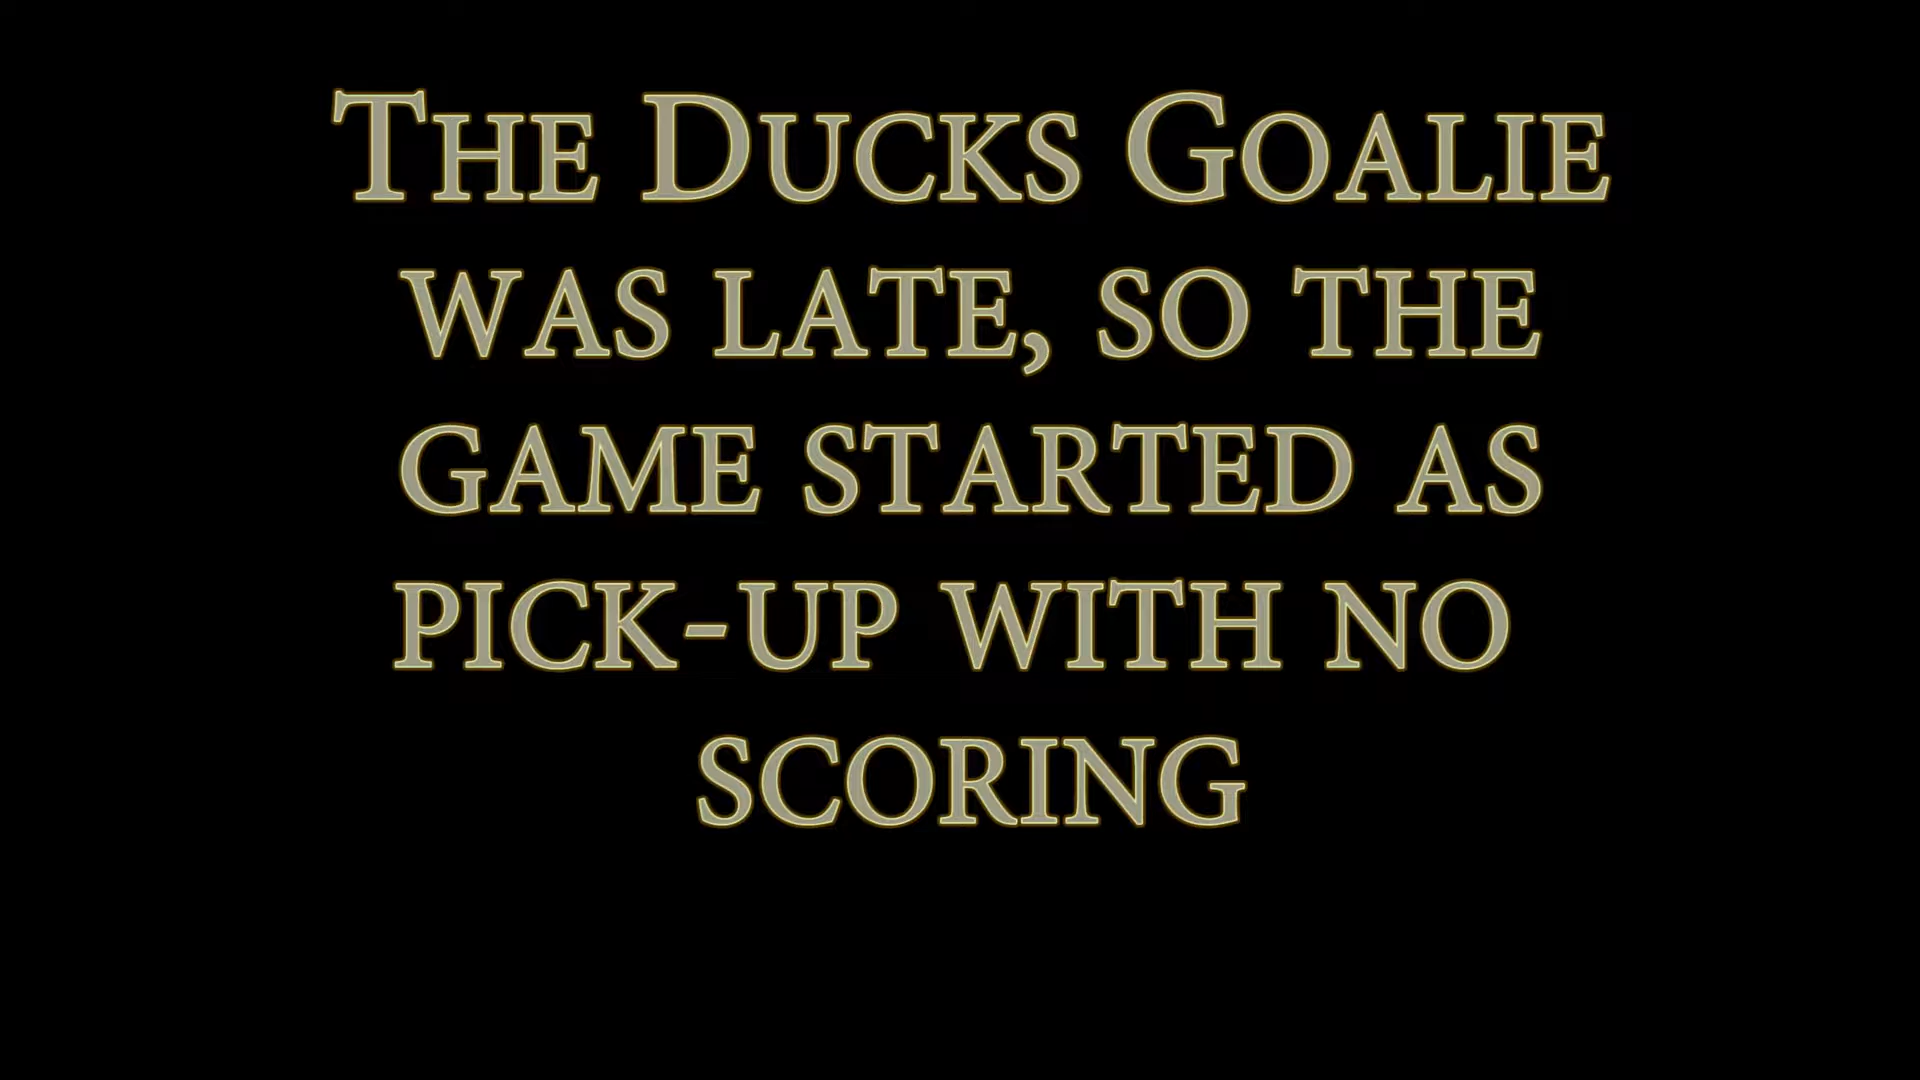 The Ducks Goalie
was late, so the
game started as
pick-up with no
scoring